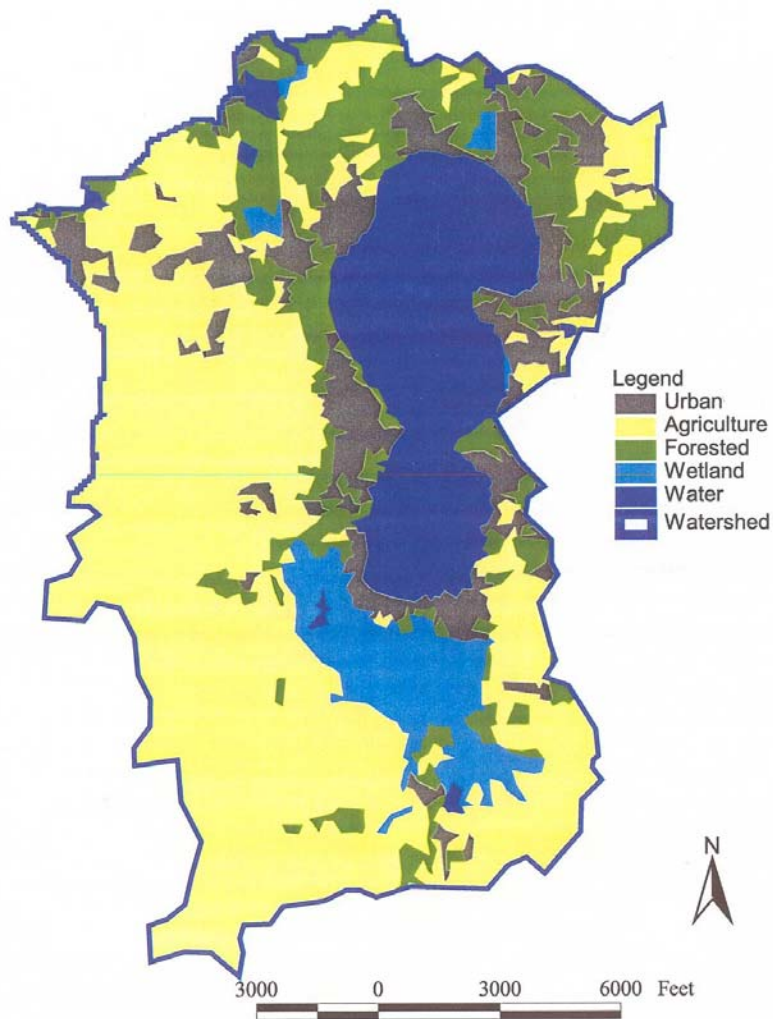 Legend
Urban
Agriculture
Forested
Wetland
Water
Watershed
N
3000 0 3000 6000 Feet